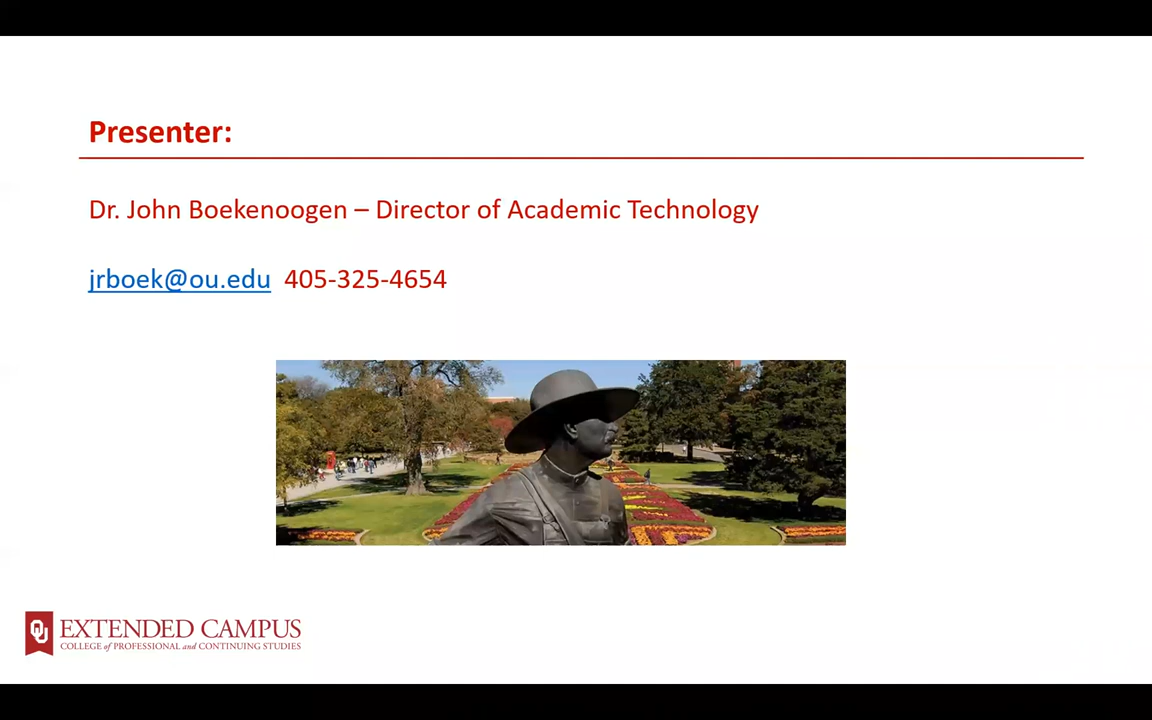 Presenter:
Dr. John Boekenoogen – Director of Academic Technology
jrboek@ou.edu 405-325-4654
OU EXTENDED CAMPUS
COLLEGE of PROFESSIONAL and CONTINUING STUDIES